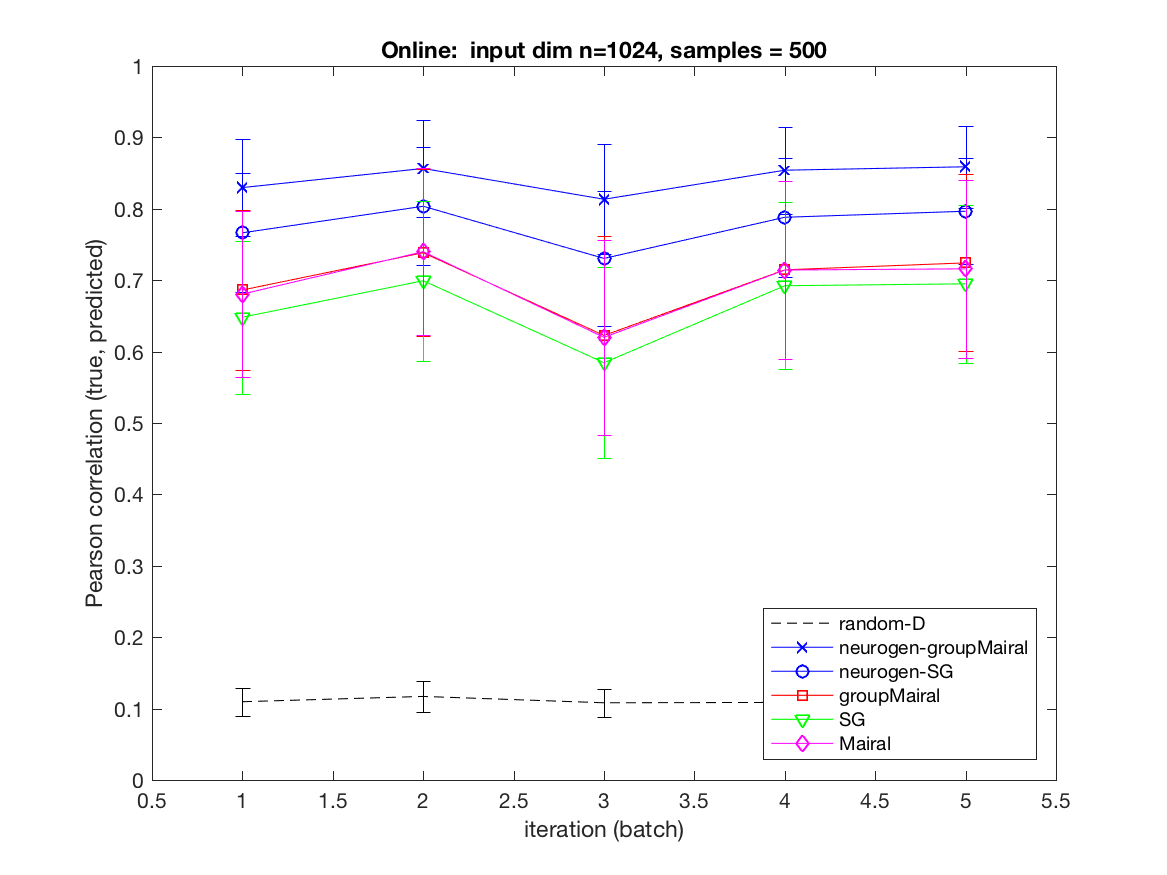 Online: input dim n=1024, samples = 500
Pearson correlation (true, predicted)
1
0.9
0.8
0.7
0.6
0.5
0.4
0.3
0.2
0.1
0
random-D
neurogen-groupMairal
neurogen-SG
groupMairal
SG
Mairal
0.5 1 1.5 2 2.5 3 3.5 4 4.5 5 5.5
iteration (batch)